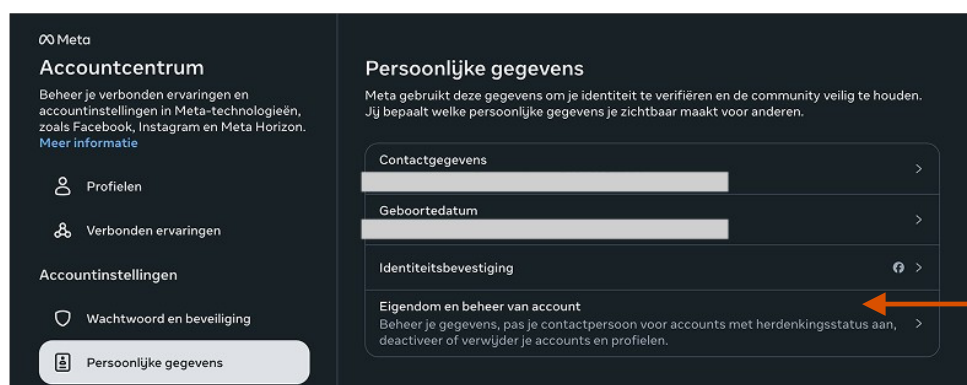 Meta
Accountcentrum
Beheer je verbonden ervaringen en
accountinstellingen in Meta-technologieën,
zoals Facebook, Instagram en Meta Horizon.
Meer informatie
Profielen
Verbonden ervaringen
Accountinstellingen
Wachtwoord en beveiliging
Persoonlijke gegevens
Persoonlijke gegevens
Meta gebruikt deze gegevens om je identiteit te verifiëren en de community veilig te houden.
Jij bepaalt welke persoonlijke gegevens je zichtbaar maakt voor anderen.
Contactgegevens
Geboortedatum
Identiteitsbevestiging
Eigendom en beheer van account
Beheer je gegevens, pas je contactpersoon voor accounts met herdenkingsstatus aan,
deactiveer of verwijder je accounts en profielen.